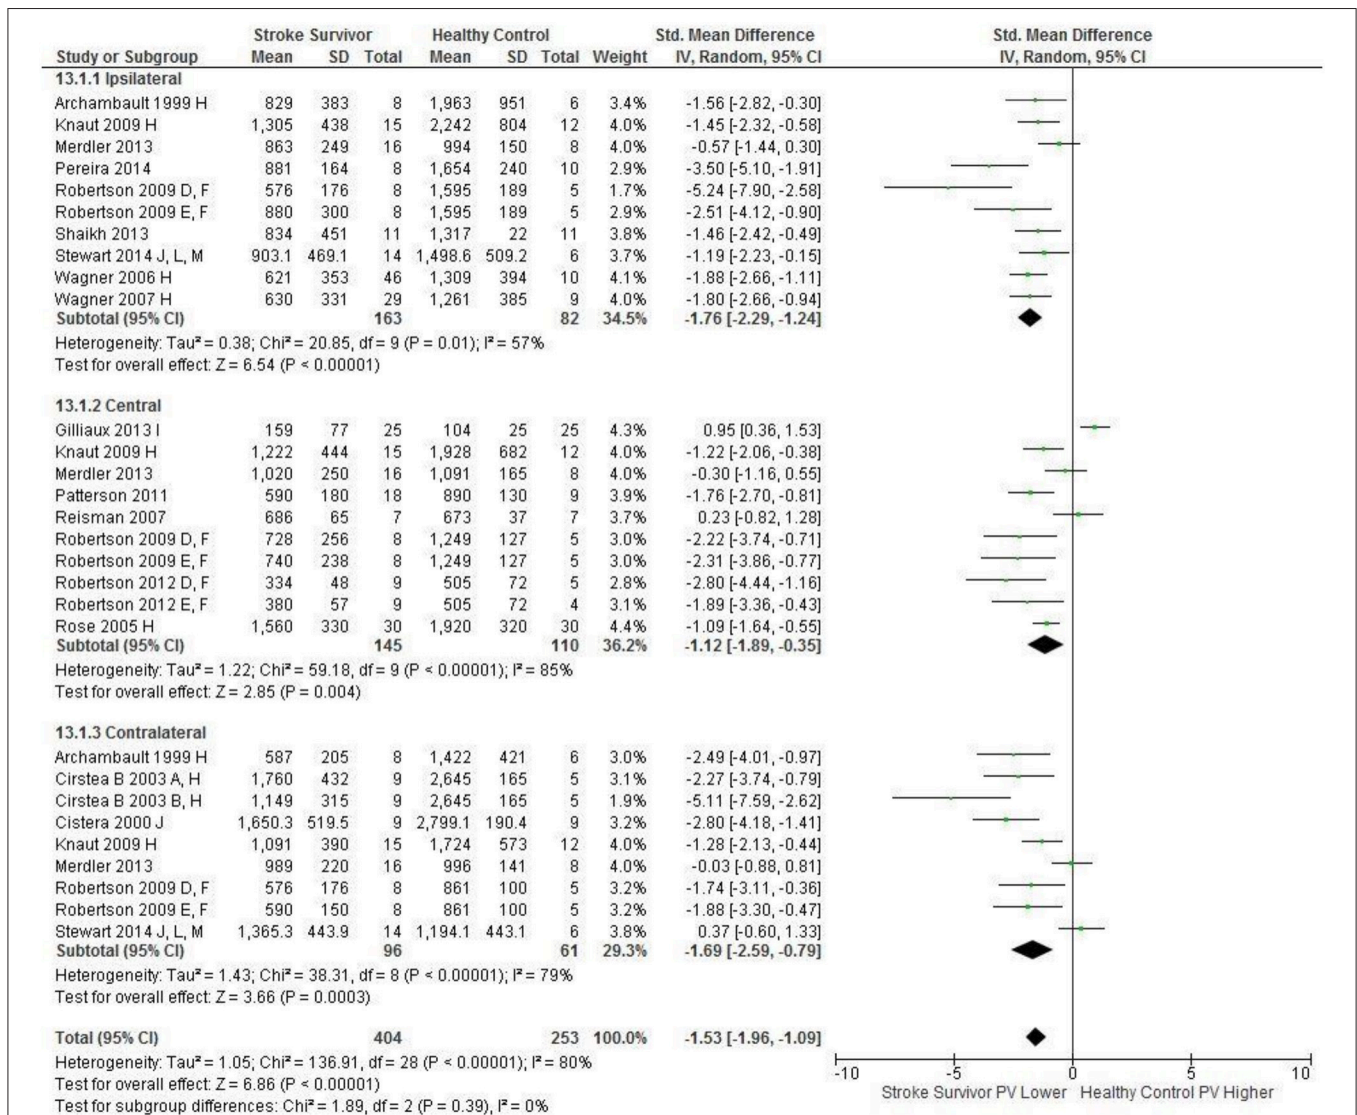 Stroke Survivor Healthy Control Std. Mean Difference Std. Mean Difference
Study or Subgroup Mean SD Total Mean SD Total Weight IV, Random, 95% CI IV, Random, 95% CI
13.1.1 Ipsilateral
Archambault 1999 H 829 383 8 1,963 951 6 3.4% -1.56 [-2.82, -0.30]
Knaut 2009 H 1,305 438 15 2,242 804 12 4.0% -1.45 [-2.32, -0.58]
Merdler 2013 863 249 16 994 150 8 4.0% -0.57 [-1.44, 0.30]
Pereira 2014 881 164 8 1,654 240 10 2.9% -3.50 [-5.10, -1.91]
Robertson 2009 D, F 576 176 8 1,595 189 5 1.7% -5.24 [-7.90, -2.58]
Robertson 2009 E, F 880 300 8 1,595 189 5 2.9% -2.51 [-4.12, -0.90]
Shaikh 2013 834 451 11 1,317 22 11 3.8% -1.46 [-2.42, -0.49]
Stewart 2014 J, L, M 903.1 469.1 14 1,498.6 509.2 6 3.7% -1.19 [-2.23, -0.15]
Wagner 2006 H 621 353 46 1,309 394 10 4.1% -1.88 [-2.66, -1.11]
Wagner 2007 H 630 331 29 1,261 385 9 4.0% -1.80 [-2.66, -0.94]
Subtotal (95% CI) 163 82 34.5% -1.76 [-2.29, -1.24]
Heterogeneity: Tau² = 0.38; Chi² = 20.85, df = 9 (P = 0.01); I² = 57%
Test for overall effect: Z = 6.54 (P < 0.00001)
13.1.2 Central
Gilliaux 2013 I 159 77 25 104 25 25 4.3% 0.95 [0.36, 1.53]
Knaut 2009 H 1,222 444 15 1,928 682 12 4.0% -1.22 [-2.06, -0.38]
Merdler 2013 1,020 250 16 1,091 165 8 4.0% -0.30 [-1.16, 0.55]
Patterson 2011 590 180 18 890 130 9 3.9% -1.76 [-2.70, -0.81]
Reisman 2007 686 65 7 673 37 7 3.7% 0.23 [-0.82, 1.28]
Robertson 2009 D, F 728 256 8 1,249 127 5 3.0% -2.22 [-3.74, -0.71]
Robertson 2009 E, F 740 238 8 1,249 127 5 3.0% -2.31 [-3.86, -0.77]
Robertson 2012 D, F 334 48 9 505 72 5 2.8% -2.80 [-4.44, -1.16]
Robertson 2012 E, F 380 57 9 505 72 4 3.1% -1.89 [-3.36, -0.43]
Rose 2005 H 1,560 330 30 1,920 320 30 4.4% -1.09 [-1.64, -0.55]
Subtotal (95% CI) 145 110 36.2% -1.12 [-1.89, -0.35]
Heterogeneity: Tau² = 1.22; Chi² = 59.18, df = 9 (P < 0.00001); I² = 85%
Test for overall effect: Z = 2.85 (P = 0.004)
13.1.3 Contralateral
Archambault 1999 H 587 205 8 1,422 421 6 3.0% -2.49 [-4.01, -0.97]
Cirstea B 2003 A, H 1,760 432 9 2,645 165 5 3.1% -2.27 [-3.74, -0.79]
Cirstea B 2003 B, H 1,149 315 9 2,645 165 5 1.9% -5.11 [-7.59, -2.62]
Cistera 2000 J 1,650.3 519.5 9 2,799.1 190.4 9 3.2% -2.80 [-4.18, -1.41]
Knaut 2009 H 1,091 390 15 1,724 573 12 4.0% -1.28 [-2.13, -0.44]
Merdler 2013 989 220 16 996 141 8 4.0% -0.03 [-0.88, 0.81]
Robertson 2009 D, F 576 176 8 861 100 5 3.2% -1.74 [-3.11, -0.36]
Robertson 2009 E, F 590 150 8 861 100 5 3.2% -1.88 [-3.30, -0.47]
Stewart 2014 J, L, M 1,365.3 443.9 14 1,194.1 443.1 6 3.8% 0.37 [-0.60, 1.33]
Subtotal (95% CI) 96 61 29.3% -1.69 [-2.59, -0.79]
Heterogeneity: Tau² = 1.43; Chi² = 38.31, df = 8 (P < 0.00001); I² = 79%
Test for overall effect: Z = 3.66 (P = 0.0003)
Total (95% CI) 404 253 100.0% -1.53 [-1.96, -1.09]
Heterogeneity: Tau² = 1.05; Chi² = 136.91, df = 28 (P < 0.00001); I² = 80%
Test for overall effect: Z = 6.86 (P < 0.00001)
Test for subgroup differences: Chi² = 1.89, df = 2 (P = 0.39), I² = 0%
-10 -5 0 5 10
Stroke Survivor PV Lower Healthy Control PV Higher